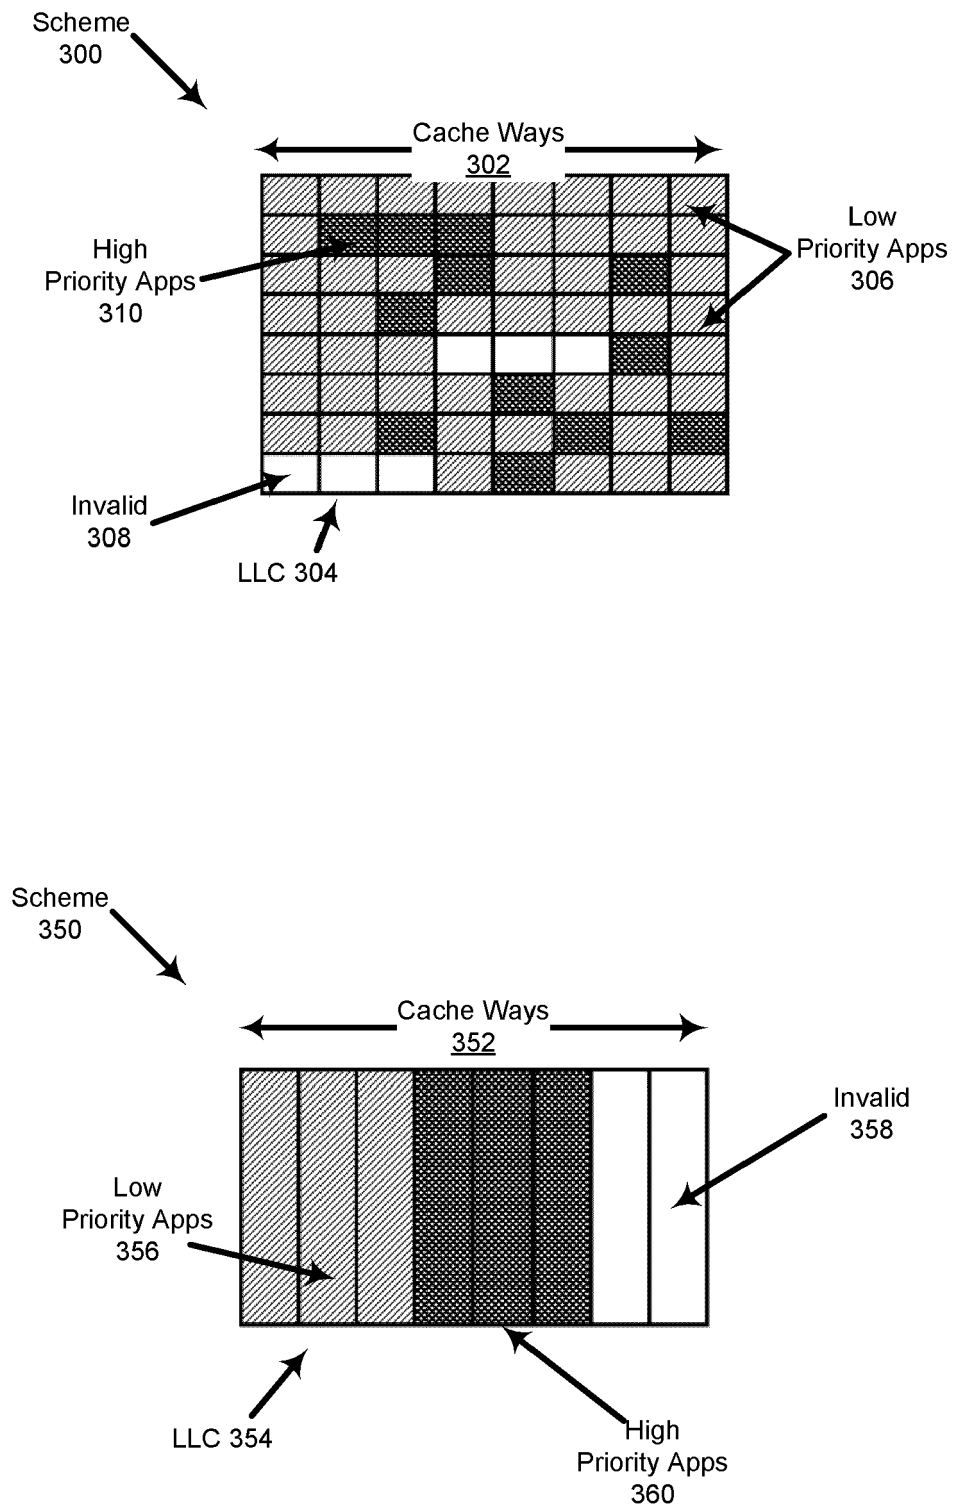 Scheme
300
Cache Ways
302
Low
Priority Apps
306
High
Priority Apps
310
Invalid
308
LLC 304
Scheme
350
Cache Ways
352
Invalid
358
Low
Priority Apps
356
LLC 354
High
Priority Apps
360